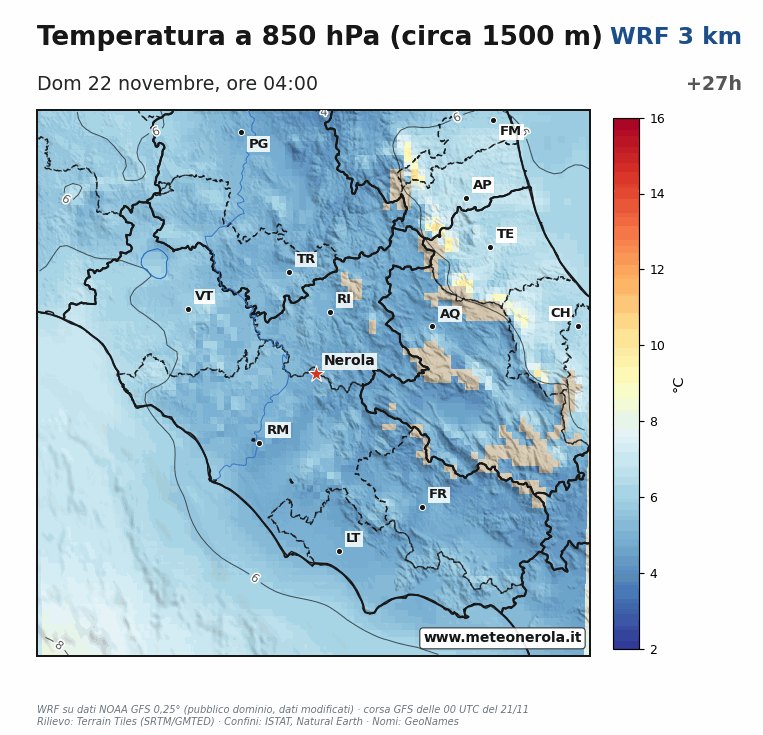 Temperatura a 850 hPa (circa 1500 m) WRF 3 km
Dom 22 novembre, ore 04:00 +27h
4
6
6
6
FM
PG
AP
6
TE
TR
RI
VT
AQ
CH
Nerola
RM
FR
LT
6
8
www.meteonerola.it
16
14
12
10
8
6
4
2
°C
WRF su dati NOAA GFS 0,25° (pubblico dominio, dati modificati) · corsa GFS delle 00 UTC del 21/11
Rilievo: Terrain Tiles (SRTM/GMTED) · Confini: ISTAT, Natural Earth · Nomi: GeoNames